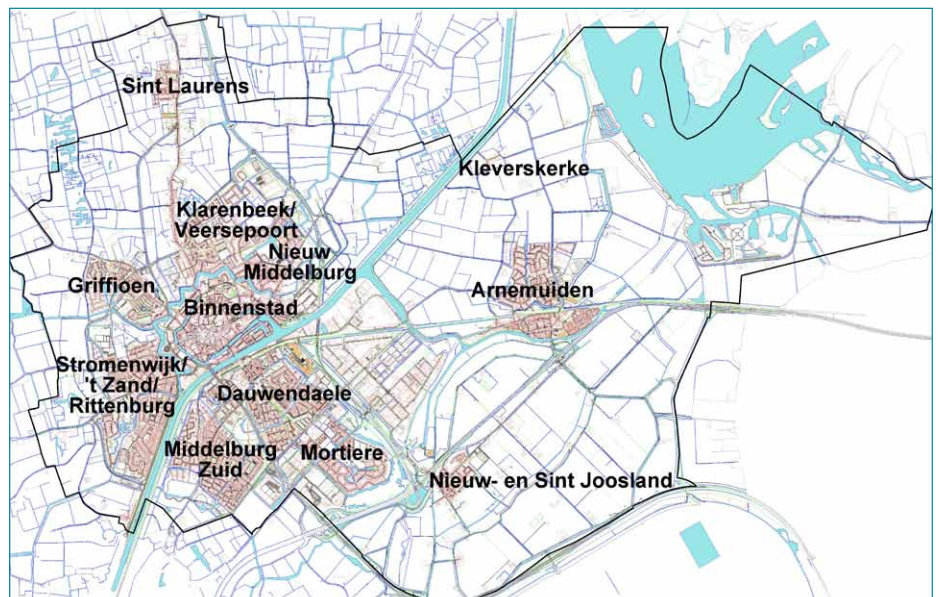 Sint Laurens
Kleverskerke
Klarenbeek/
Veersepoort
Nieuw
Middelburg
Griffioen
Binnenstad
Arnemuiden
Stromenwijk/
't Zand/
Rittenburg
Dauwendaele
Middelburg
Zuid
Mortiere
Nieuw- en Sint Joosland